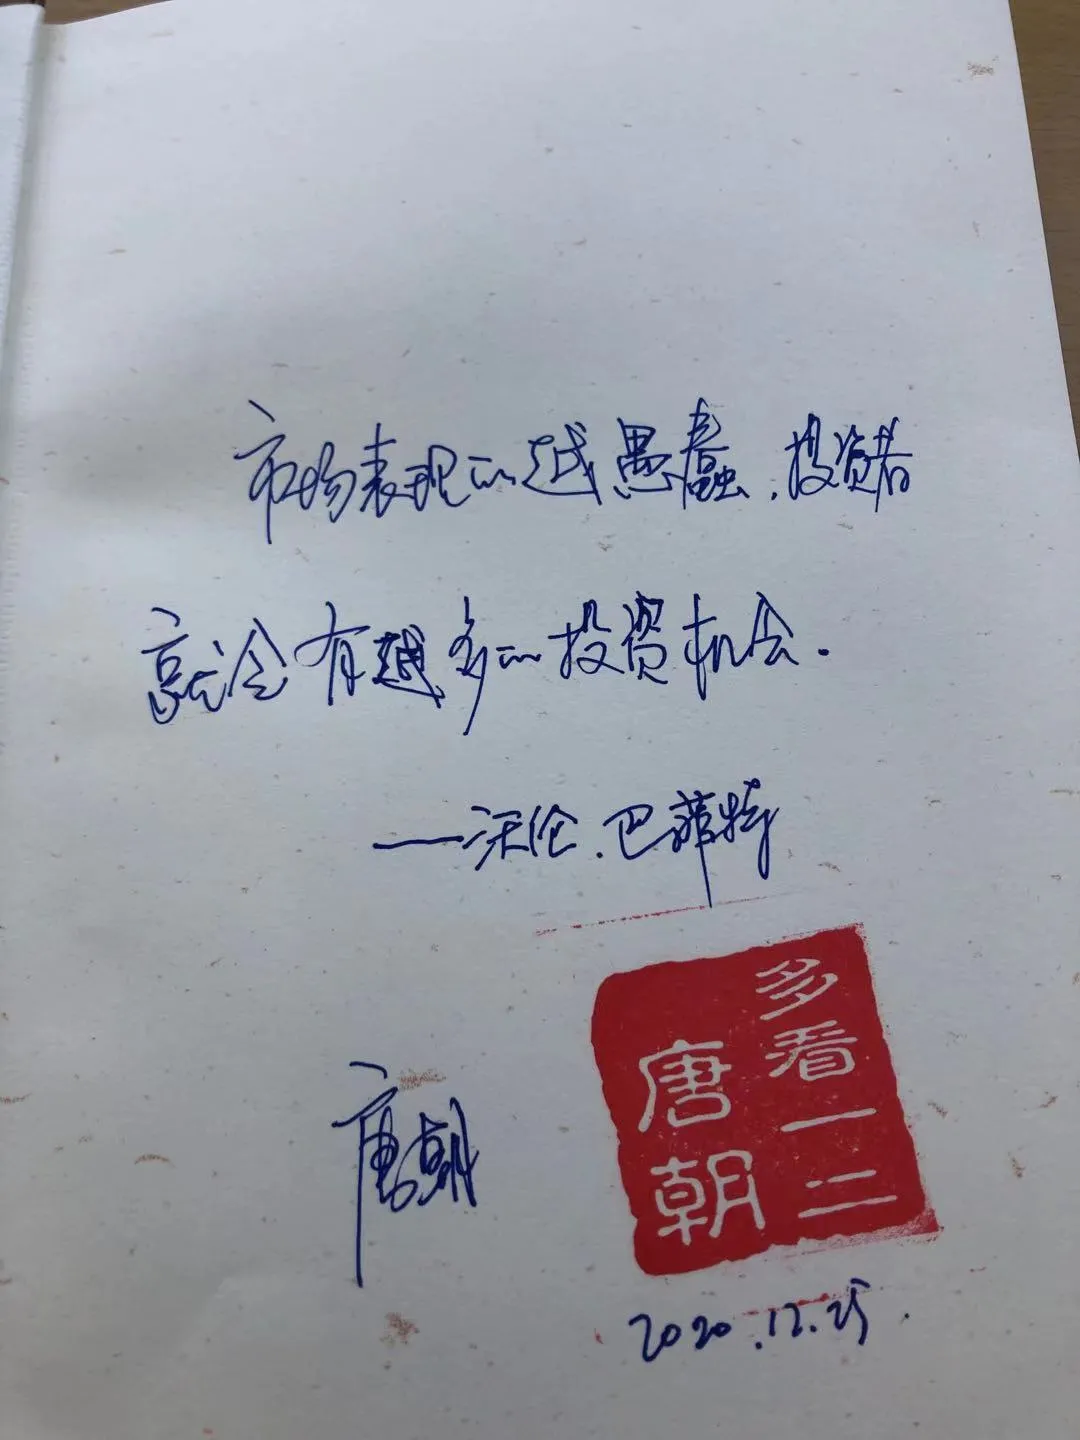 市场表现的越愚蠢，投资者
就会有越多的投资机会.
——沃伦.巴菲特
唐朝
多看一二
唐朝
2020.12.25.